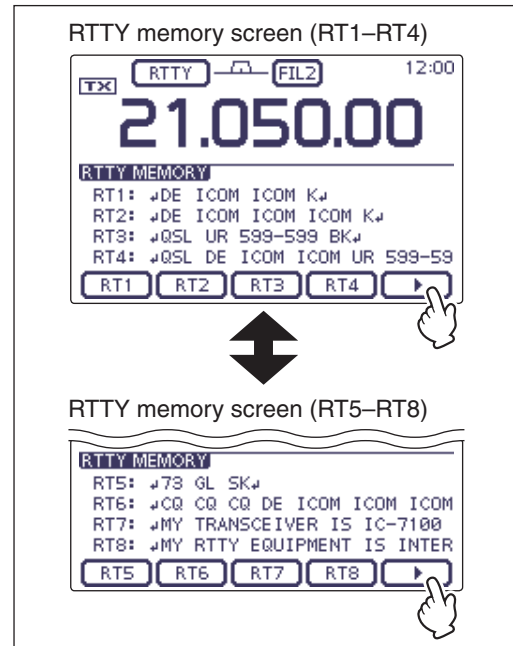 RTTY memory screen (RT1–RT4)
RTTY FIL2 12:00
TX
21.050.00
RTTY MEMORY
RT1: ↲DE ICOM ICOM K↲
RT2: ↲DE ICOM ICOM ICOM K↲
RT3: ↲QSL UR 599-599 BK↲
RT4: ↲QSL DE ICOM ICOM UR 599-59
RT1 RT2 RT3 RT4
RTTY memory screen (RT5–RT8)
RTTY MEMORY
RT5: ↲73 GL SK↲
RT6: ↲CQ CQ CQ DE ICOM ICOM ICOM
RT7: ↲MY TRANSCEIVER IS IC-7100
RT8: ↲MY RTTY EQUIPMENT IS INTER
RT5 RT6 RT7 RT8